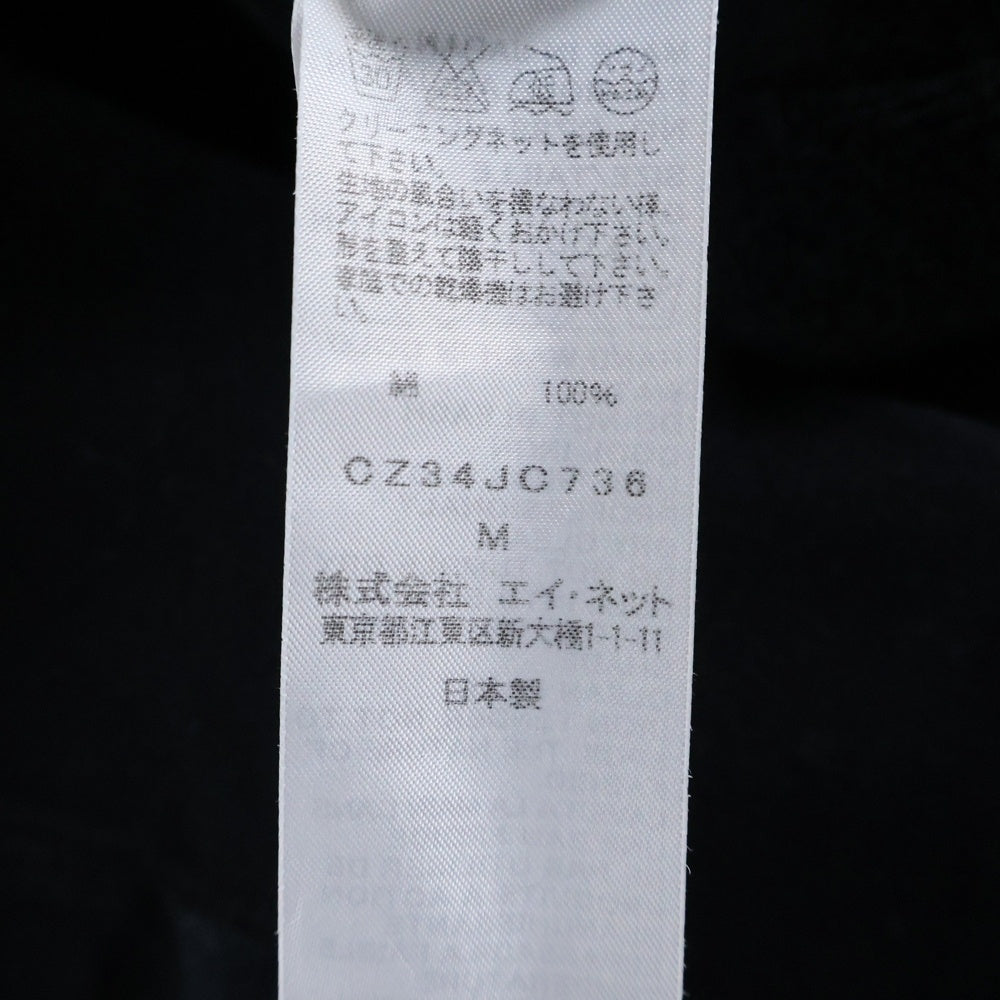 クリーニングネットを使用し
て下さい。
生地の風合いを損なわない様、
アイロンは軽くおかけ下さい。
形を整えて陰干しして下さい。
での乾燥はお避け下さ
い。
綿 100%
CZ34JC736
M
株式会社 エイ・ネット
東京都江東区新大橋1-1-11
日本製